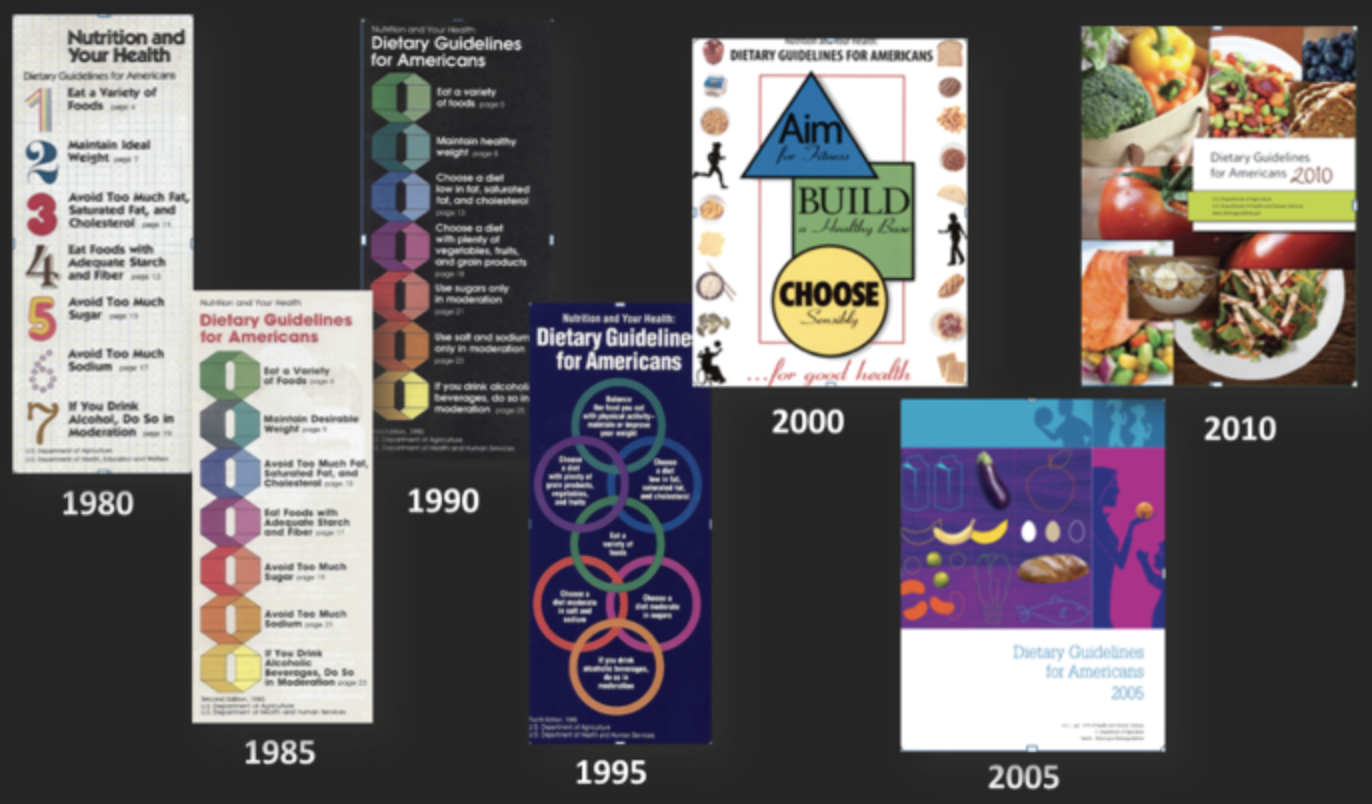 Nutrition and
Your Health
Dietary Guidelines for Americans
1
Eat a Variety of
Foods page 4
2
Maintain Ideal
Weight page 7
3
Avoid Too Much Fat,
Saturated Fat, and
Cholesterol page 11
4
Eat Foods with
Adequate Starch
and Fiber page 13
5
Avoid Too Much
Sugar page 15
6
Avoid Too Much
Sodium page 17
7
If You Drink
Alcohol, Do So in
Moderation page 19
U.S. Department of Agriculture
U.S. Department of Health, Education and Welfare
1980
Nutrition and Your Health
Dietary Guidelines
for Americans
Eat a Variety
of Foods page 6
Maintain Desirable
Weight page 9
Avoid Too Much Fat,
Saturated Fat, and
Cholesterol page 15
Eat Foods with
Adequate Starch
and Fiber page 17
Avoid Too Much
Sugar page 19
Avoid Too Much
Sodium page 21
If You Drink
Alcoholic
Beverages, Do So
in Moderation page 23
Second Edition, 1985
U.S. Department of Agriculture
U.S. Department of Health and Human Services
1985
Nutrition and Your Health:
Dietary Guidelines
for Americans
Eat a variety
of foods page 5
Maintain healthy
weight page 8
Choose a diet
low in fat, saturated
fat, and cholesterol
page 13
Choose a diet
with plenty of
vegetables, fruits,
and grain products
page 18
Use sugars only
in moderation
page 21
Use salt and sodium
only in moderation
page 23
If you drink alcoholi
beverages, do so in
moderation page 25
Edition, 1990
Department of Agriculture
Department of Health and Human Services
1990
Nutrition and Your Health:
Dietary Guideline
for Americans
Balance
the food you eat
with physical activity–
maintain or improve
your weight
Choose
a diet
with plenty of
grain products,
vegetables,
and fruits
Choose
a diet
low in fat,
saturated fat,
and cholesterol
Eat a
variety of
foods
Choose a
diet moderate
in salt and
sodium
Choose a
diet moderate
in sugars
If you drink
alcoholic beverages,
do so in
moderation
Fourth Edition, 1995
U.S. Department of Agriculture
U.S. Department of Health and Human Services
1995
Nutrition and Your Health:
DIETARY GUIDELINES FOR AMERICANS
Aim
for Fitness
BUILD
a Healthy Base
CHOOSE
Sensibly
...for good health
2000
Dietary Guidelines
for Americans
2005
2005
Dietary Guidelines
for Americans 2010
U.S. Department of Agriculture
U.S. Department of Health and Human Services
2010